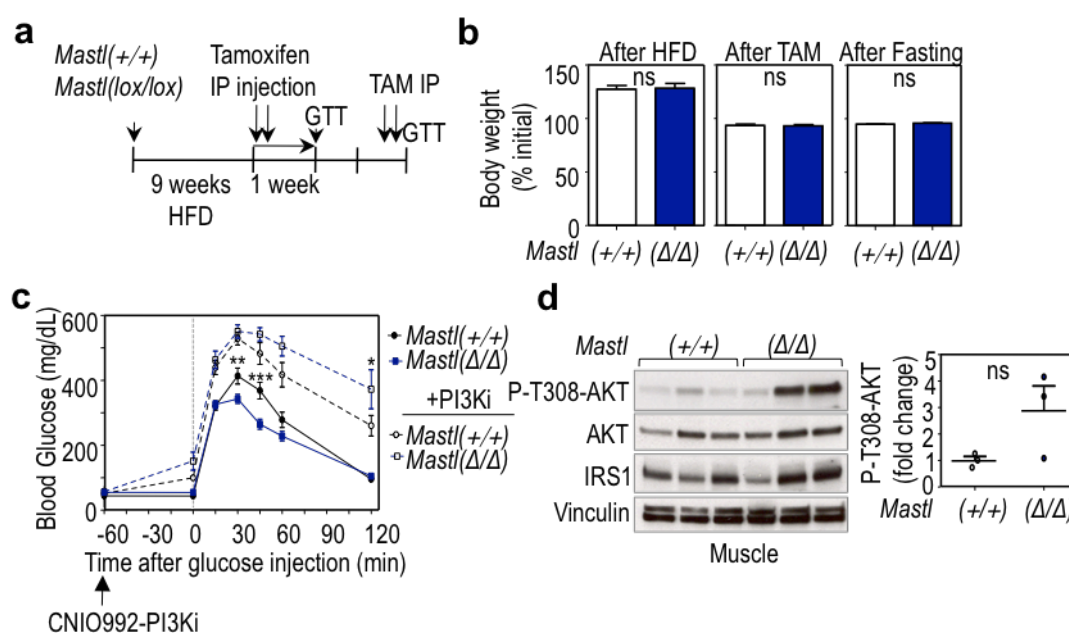 a
Mastl(+/+)
Mastl(lox/lox)
Tamoxifen
IP injection
TAM IP
GTT
GTT
9 weeks
HFD
1 week
b
After HFD
After TAM
After Fasting
ns
ns
ns
Body weight
(% initial)
150
100
50
0
Mastl
(+/+)
(Δ/Δ)
(+/+)
(Δ/Δ)
(+/+)
(Δ/Δ)
c
Blood Glucose (mg/dL)
600
400
200
0
**
***
*
-60
-30
0
30
60
90
120
Time after glucose injection (min)
CNIO992-PI3Ki
Mastl(+/+)
Mastl(Δ/Δ)
+PI3Ki
Mastl(+/+)
Mastl(Δ/Δ)
d
Mastl
(+/+)
(Δ/Δ)
P-T308-AKT
AKT
IRS1
Vinculin
Muscle
P-T308-AKT
(fold change)
5
4
3
2
1
0
ns
Mastl
(+/+)
(Δ/Δ)